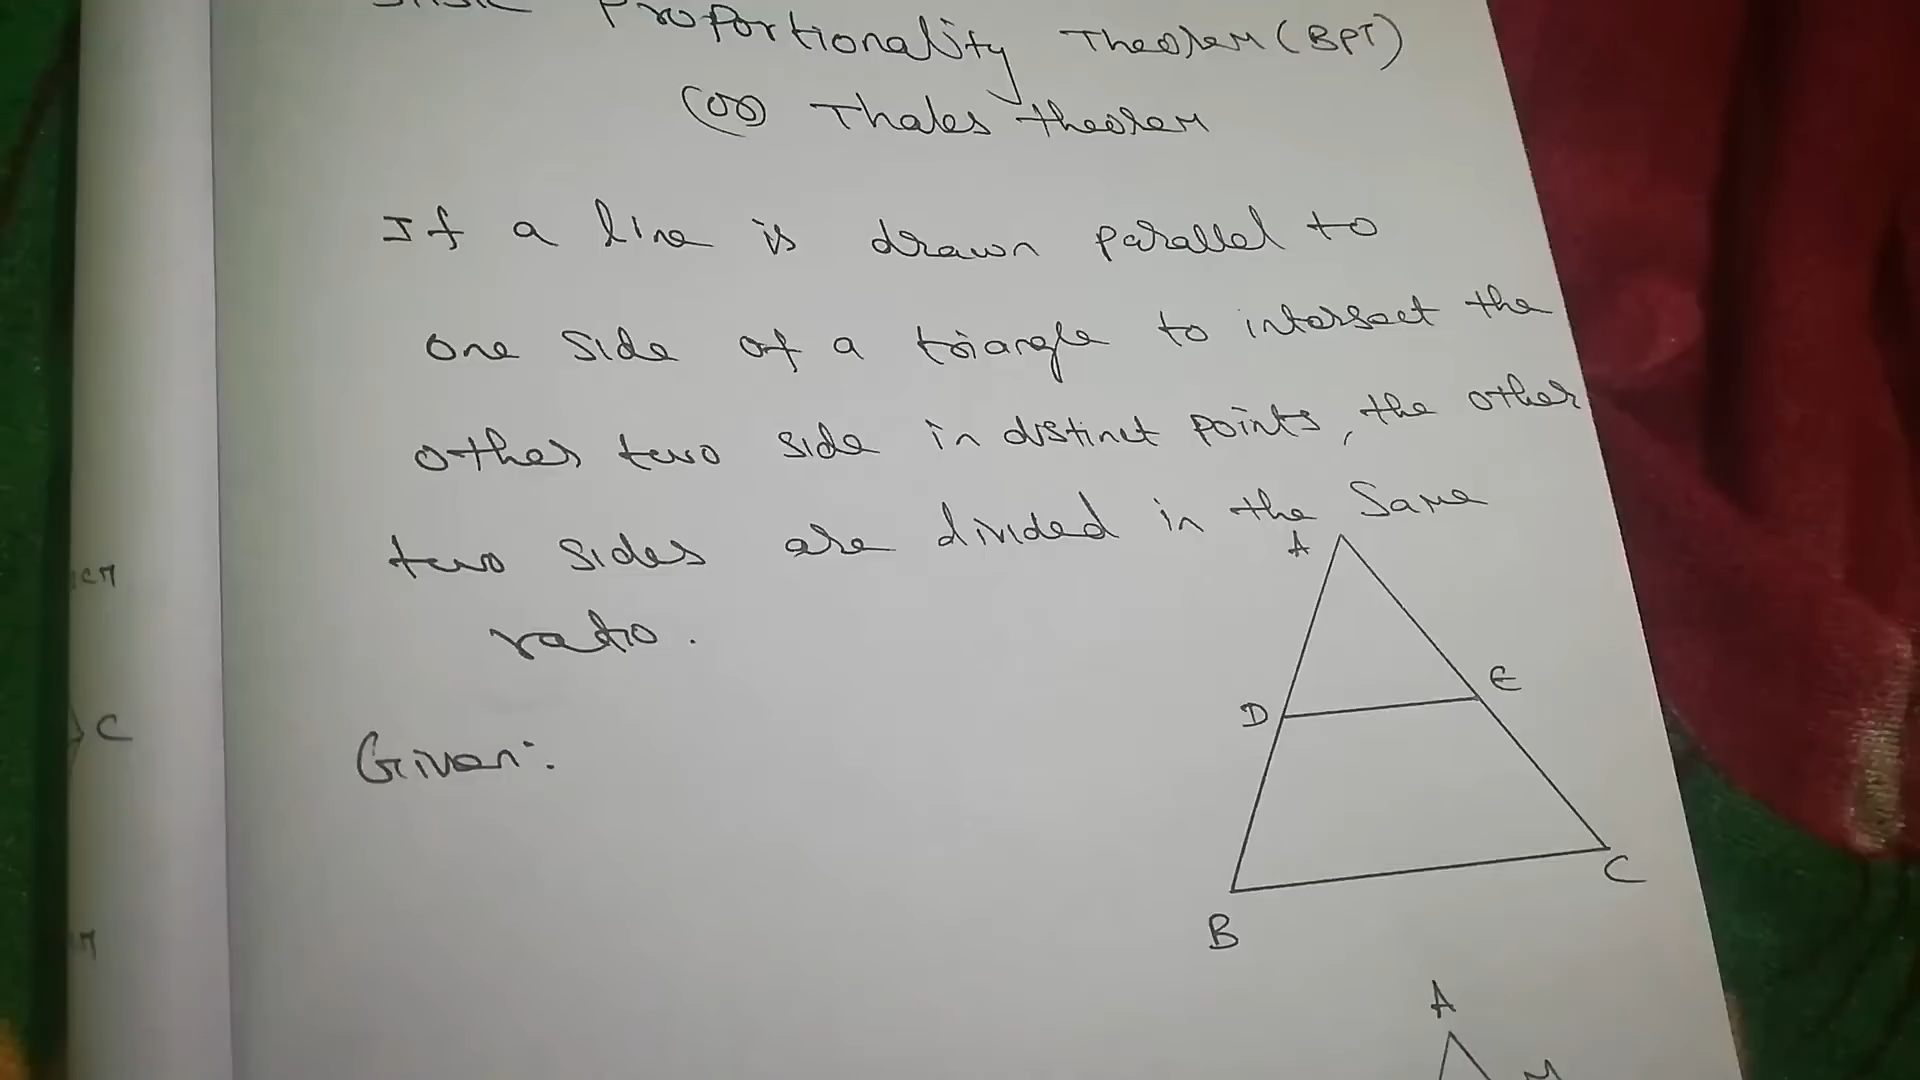 Proportionality Theorem (BPT)
(or) Thales theorem
If a line is drawn parallel to
one side of a triangle to intersect the
other two side in distinct points, the other
two sides are divided in the same
ratio.
A
D
E
Given:
C
C
B
A
M